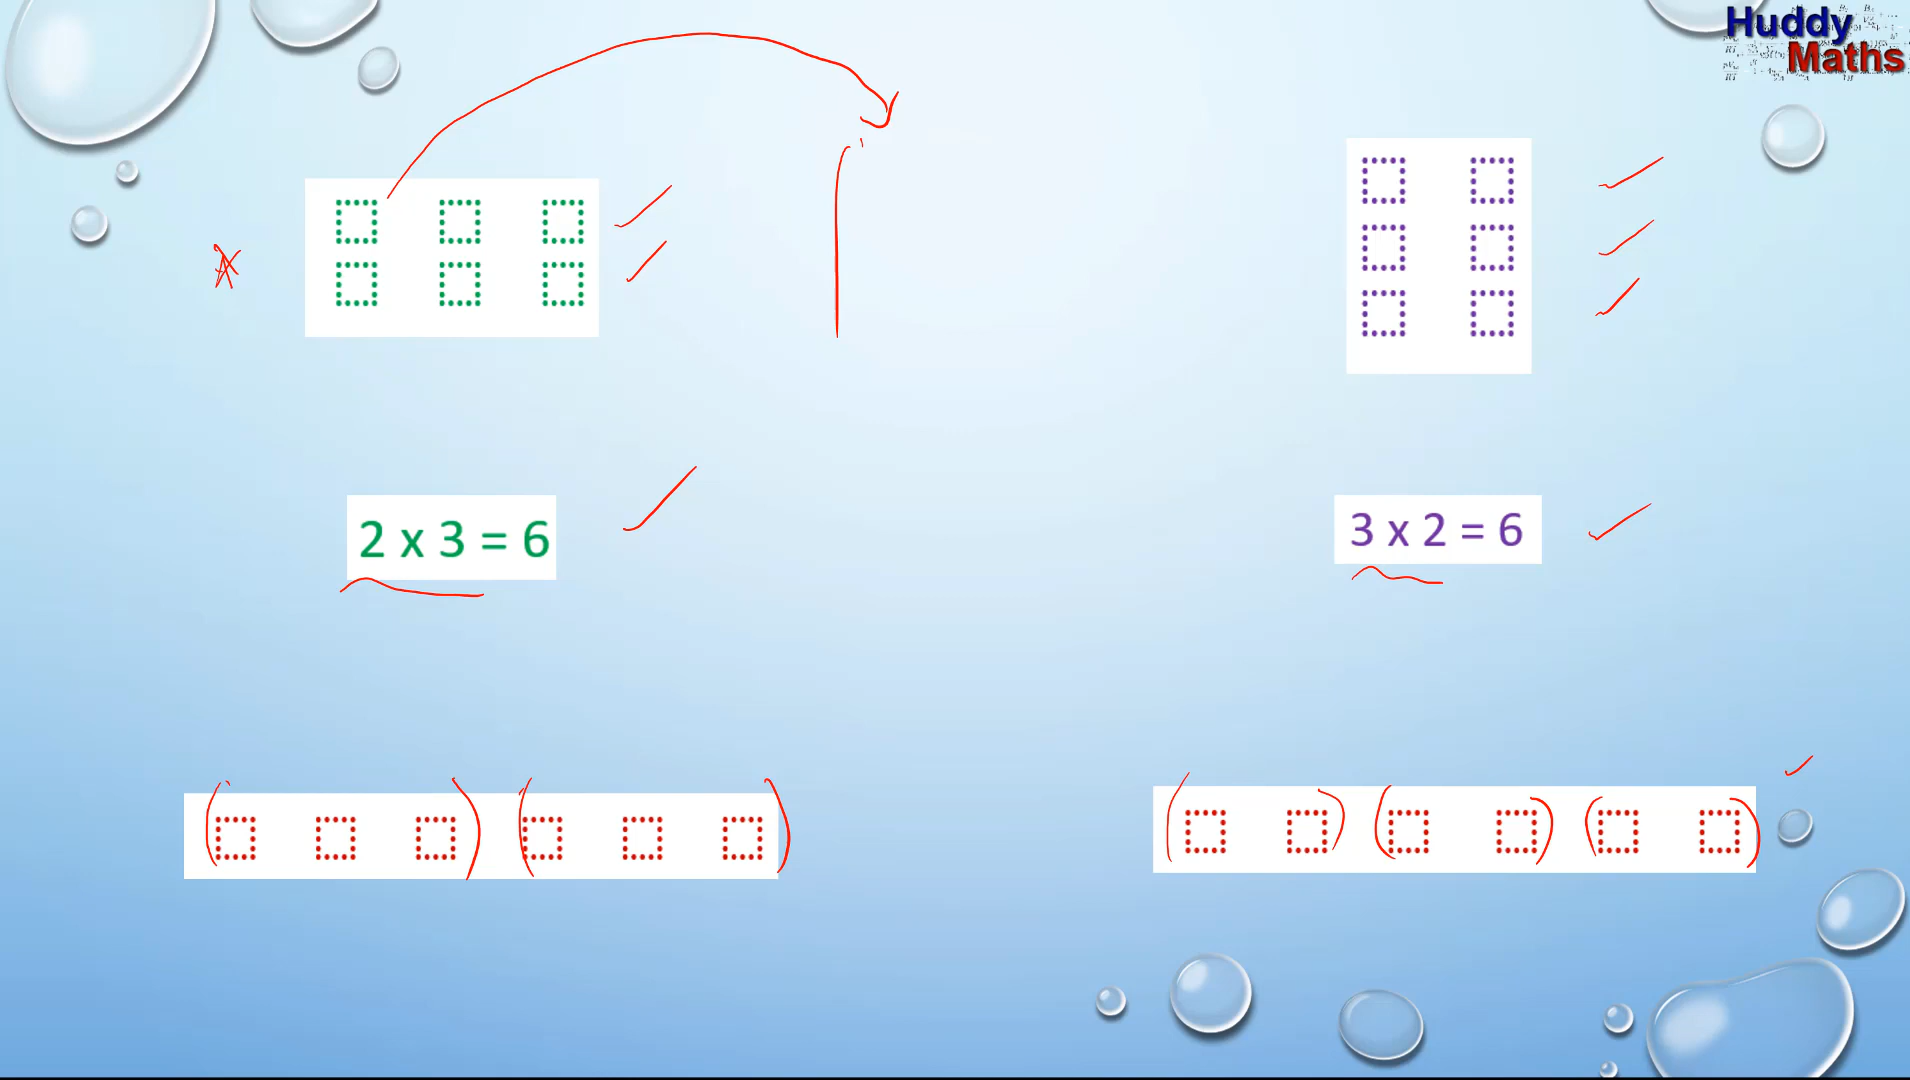 Huddy
Maths
2 x 3 = 6
3 x 2 = 6